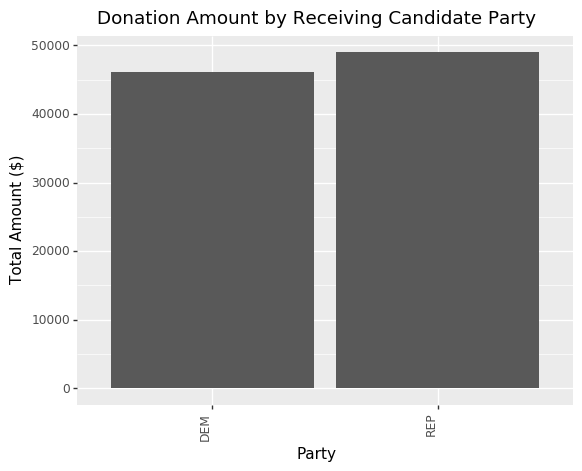 Donation Amount by Receiving Candidate Party
50000
40000
30000
20000
10000
0
Total Amount ($)
DEM
REP
Party